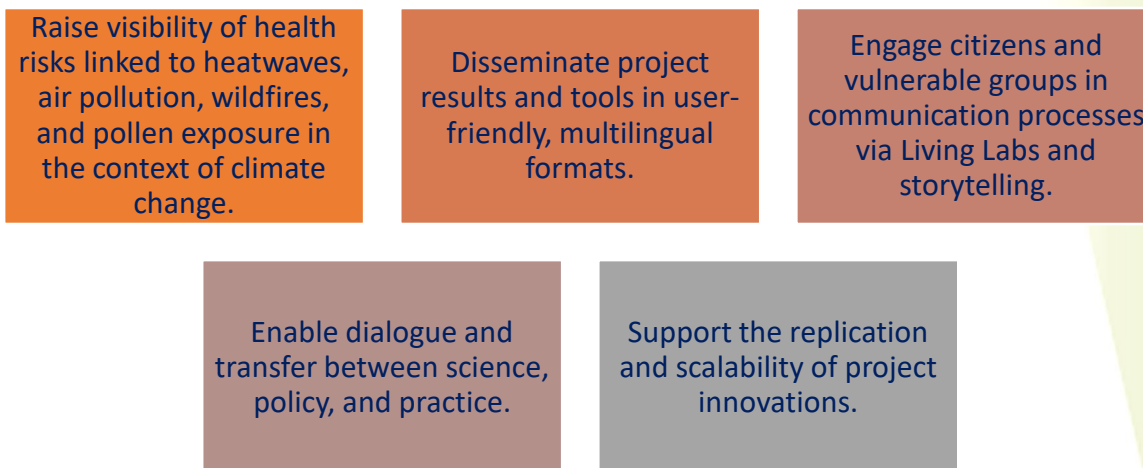 Raise visibility of health
risks linked to heatwaves,
air pollution, wildfires,
and pollen exposure in
the context of climate
change.
Disseminate project
results and tools in user-
friendly, multilingual
formats.
Engage citizens and
vulnerable groups in
communication processes
via Living Labs and
storytelling.
Enable dialogue and
transfer between science,
policy, and practice.
Support the replication
and scalability of project
innovations.